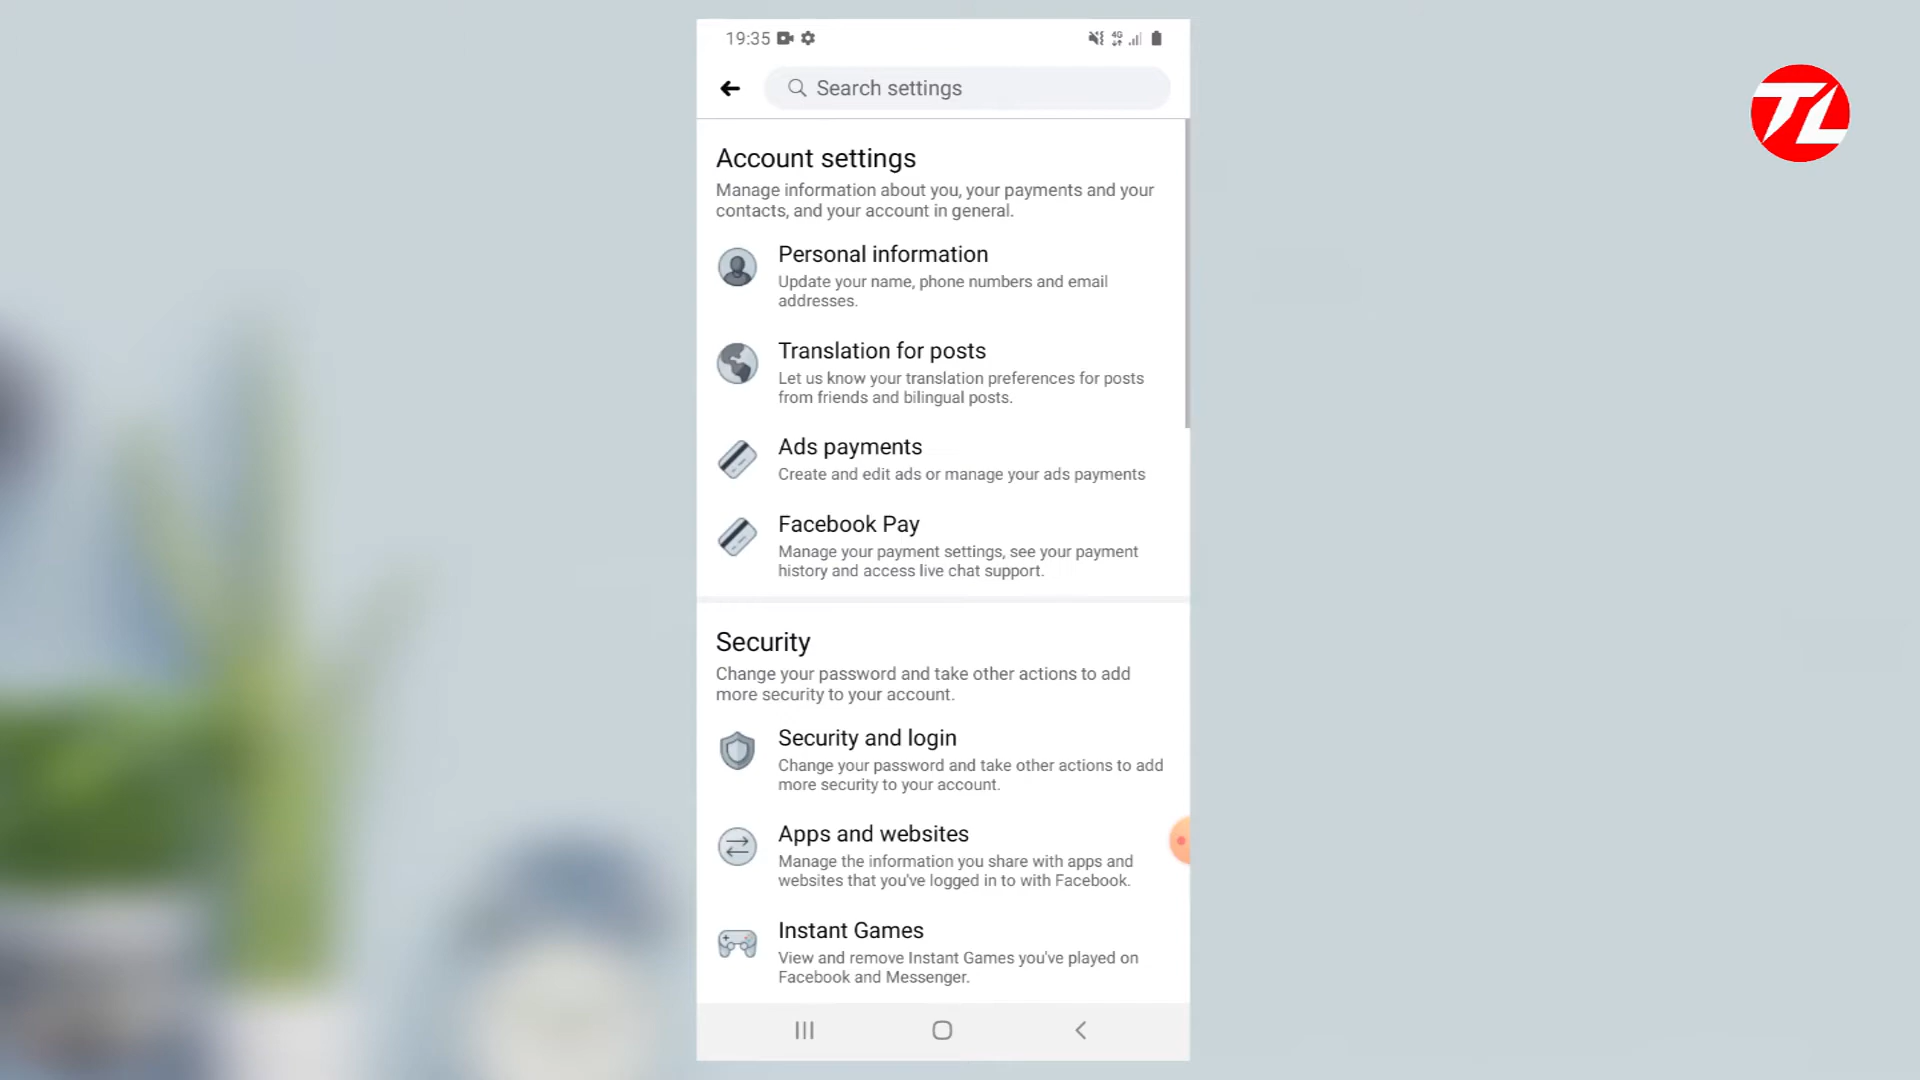 19:35
4G
TL
Search settings
Account settings
Manage information about you, your payments and your
contacts, and your account in general.
Personal information
Update your name, phone numbers and email
addresses.
Translation for posts
Let us know your translation preferences for posts
from friends and bilingual posts.
Ads payments
Create and edit ads or manage your ads payments
Facebook Pay
Manage your payment settings, see your payment
history and access live chat support.
Security
Change your password and take other actions to add
more security to your account.
Security and login
Change your password and take other actions to add
more security to your account.
Apps and websites
Manage the information you share with apps and
websites that you've logged in to with Facebook.
Instant Games
View and remove Instant Games you've played on
Facebook and Messenger.